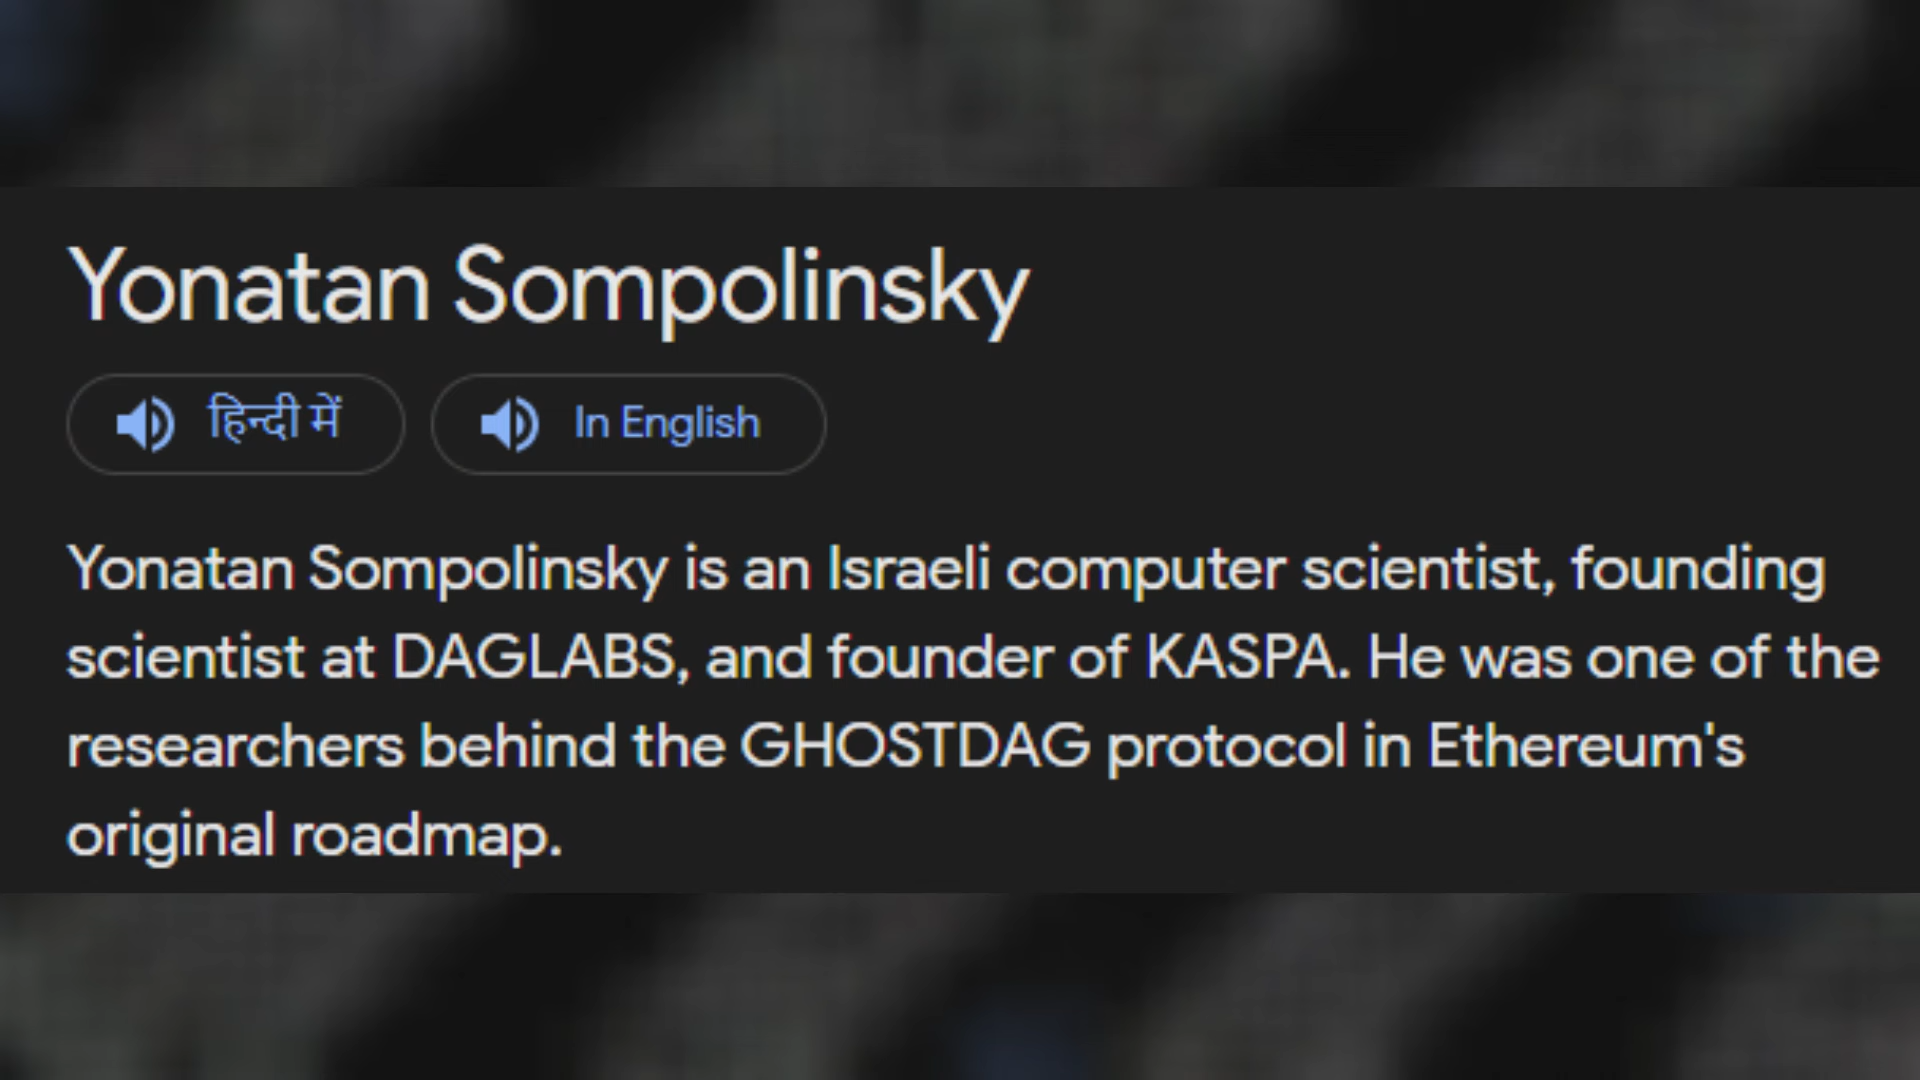 Yonatan Sompolinsky
हिन्दी में
In English
Yonatan Sompolinsky is an Israeli computer scientist, founding
scientist at DAGLABS, and founder of KASPA. He was one of the
researchers behind the GHOSTDAG protocol in Ethereum's
original roadmap.